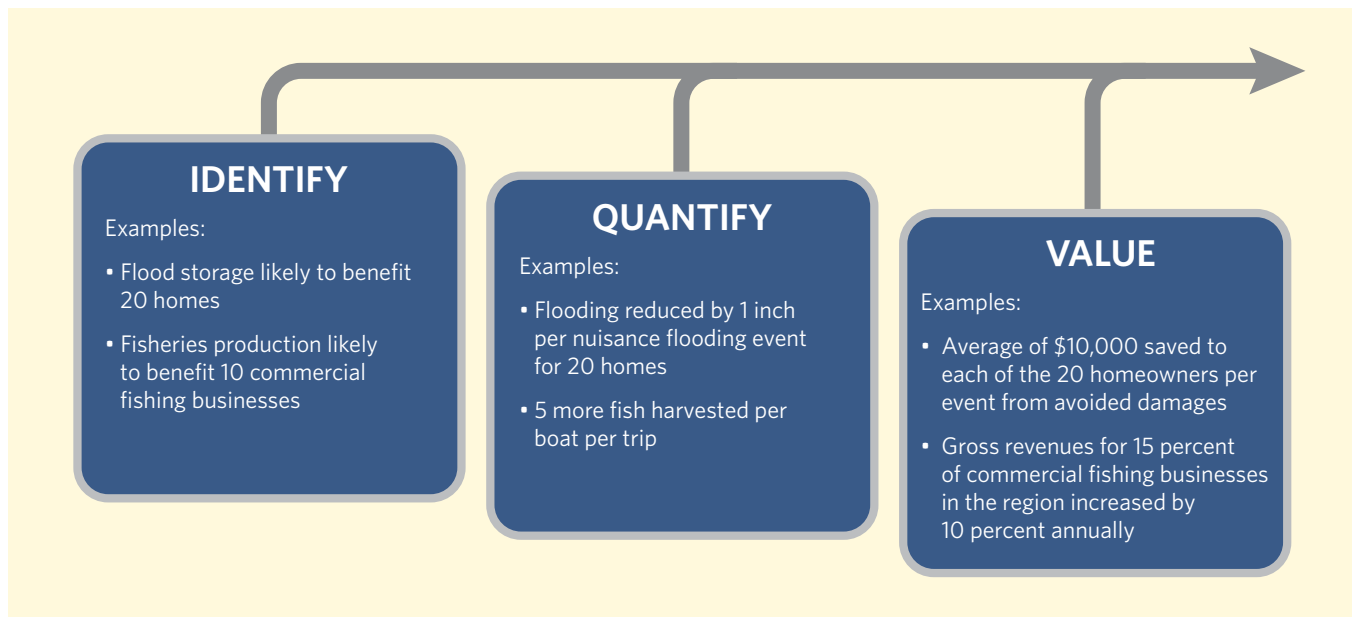 IDENTIFY
Examples:
• Flood storage likely to benefit
20 homes
• Fisheries production likely
to benefit 10 commercial
fishing businesses
QUANTIFY
Examples:
• Flooding reduced by 1 inch
per nuisance flooding event
for 20 homes
• 5 more fish harvested per
boat per trip
VALUE
Examples:
• Average of $10,000 saved to
each of the 20 homeowners per
event from avoided damages
• Gross revenues for 15 percent
of commercial fishing businesses
in the region increased by
10 percent annually